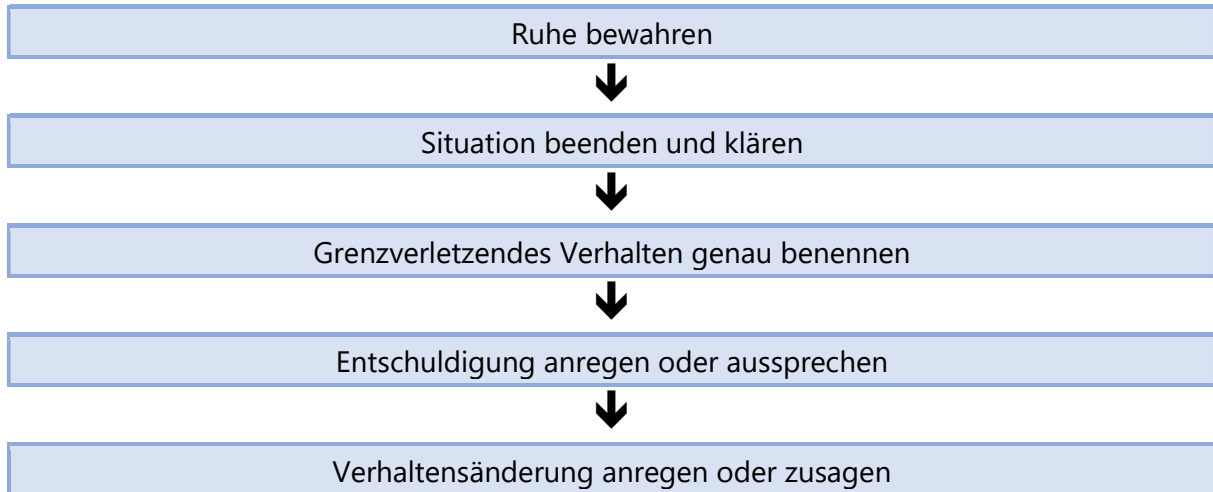 Ruhe bewahren
Situation beenden und klären
Grenzverletzendes Verhalten genau benennen
Entschuldigung anregen oder aussprechen
Verhaltensänderung anregen oder zusagen